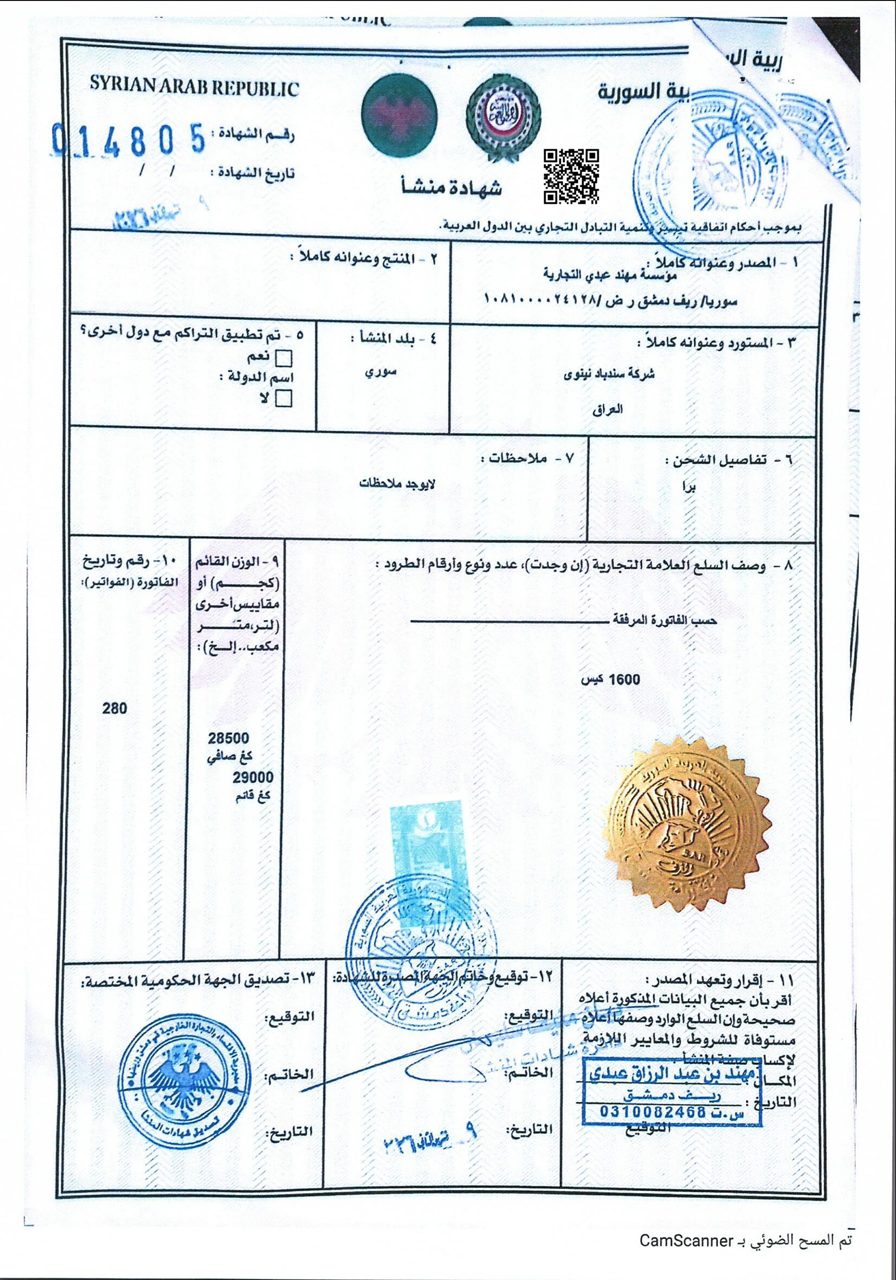 الجمهورية العربية السورية
SYRIAN ARAB REPUBLIC
رقم الشهادة : 014805
تاريخ الشهادة : / /
شهادة منشأ
بموجب أحكام اتفاقية تيسير وتنمية التبادل التجاري بين الدول العربية.
١ - المصدر وعنوانه كاملاً :
مؤسسة مهند عبدي التجارية
سوريا/ ريف دمشق ر ض /١٠٨١٠٠٠٠٢٤١٢٨
٢ - المنتج وعنوانه كاملاً :
٣ - المستورد وعنوانه كاملاً :
شركة سندباد نينوى
العراق
٤ - بلد المنشأ :
سوري
٥ - تم تطبيق التراكم مع دول أخرى؟
نعم
اسم الدولة :
لا
٦ - تفاصيل الشحن :
برا
٧ - ملاحظات :
لايوجد ملاحظات
٨ - وصف السلع العلامة التجارية (إن وجدت)، عدد ونوع وأرقام الطرود :
حسب الفاتورة المرفقة
1600 كيس
٩ - الوزن القائم
(كجم) أو
مقاييس أخرى
(لتر، متر
مكعب..إلخ):
28500
كغ صافي
29000
كغ قائم
١٠- رقم وتاريخ
الفاتورة (الفواتير):
280
١١ - إقرار وتعهد المصدر :
أقر بأن جميع البيانات المذكورة أعلاه
صحيحة وإن السلع الوارد وصفها أعلاه
مستوفاة للشروط والمعايير اللازمة
لإكساب صفة المنشأ .
المكان :
التاريخ :
التوقيع
مهند بن عبد الرزاق عبدي
ريف دمشق
س.ت 0310082468
١٢- توقيع وخاتم الجهة المصدرة للشهادة:
التوقيع:
الخاتم:
التاريخ:
١٣- تصديق الجهة الحكومية المختصة:
التوقيع:
الخاتم:
التاريخ:
تصديق شهادات المنشأ
تم المسح الضوئي بـ CamScanner